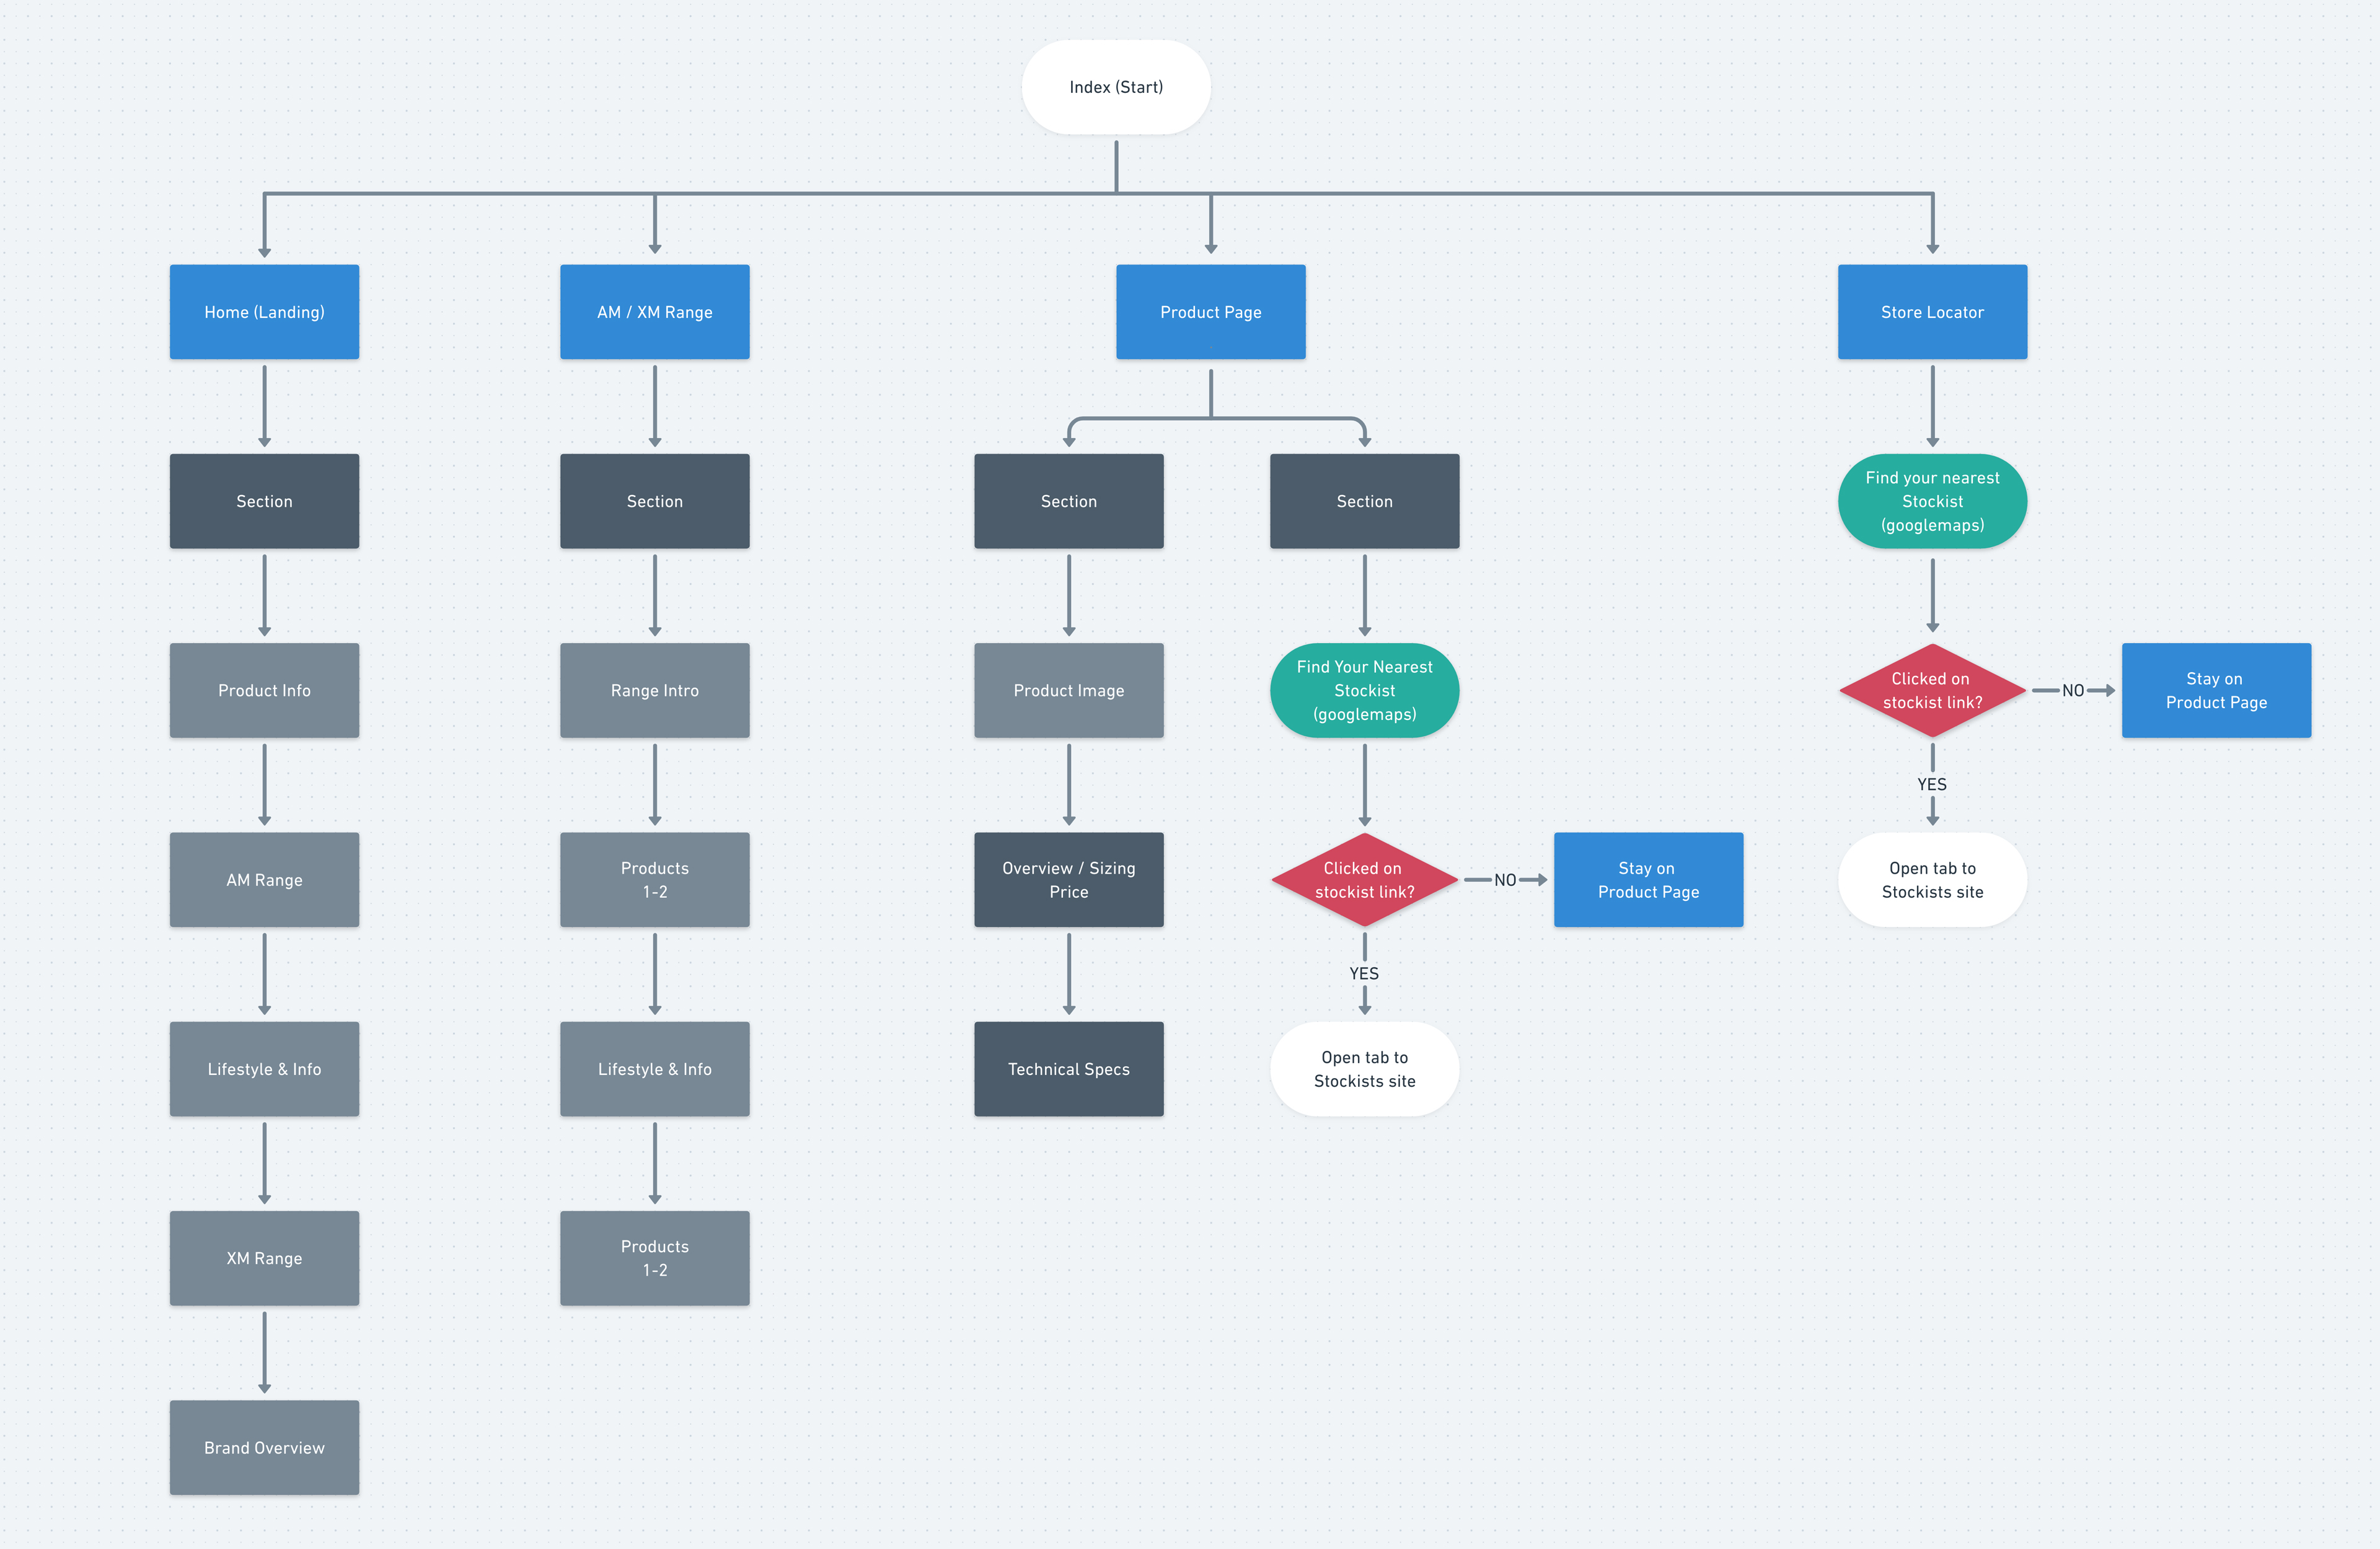 Index (Start)
Home (Landing)
AM / XM Range
Product Page
Store Locator
Section
Section
Section
Section
Find your nearest
Stockist
(googlemaps)
Product Info
Range Intro
Product Image
Find Your Nearest
Stockist
(googlemaps)
Clicked on
stockist link?
NO
Stay on
Product Page
YES
AM Range
Products
1-2
Overview / Sizing
Price
Clicked on
stockist link?
NO
Stay on
Product Page
Open tab to
Stockists site
YES
Lifestyle & Info
Lifestyle & Info
Technical Specs
Open tab to
Stockists site
XM Range
Products
1-2
Brand Overview